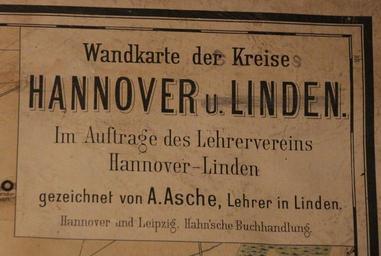 Wandkarte der Kreise
HANNOVER u. LINDEN.
Im Auftrage des Lehrervereins
Hannover-Linden
gezeichnet von A. Asche, Lehrer in Linden.
Hannover und Leipzig. Hahn'sche Buchhandlung.